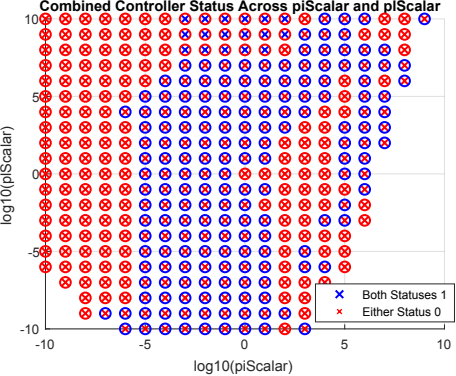 Combined Controller Status Across piScalar and plScalar
log10(plScalar)
10
5
0
-5
-10
-10
-5
0
5
10
log10(piScalar)
Both Statuses 1
Either Status 0